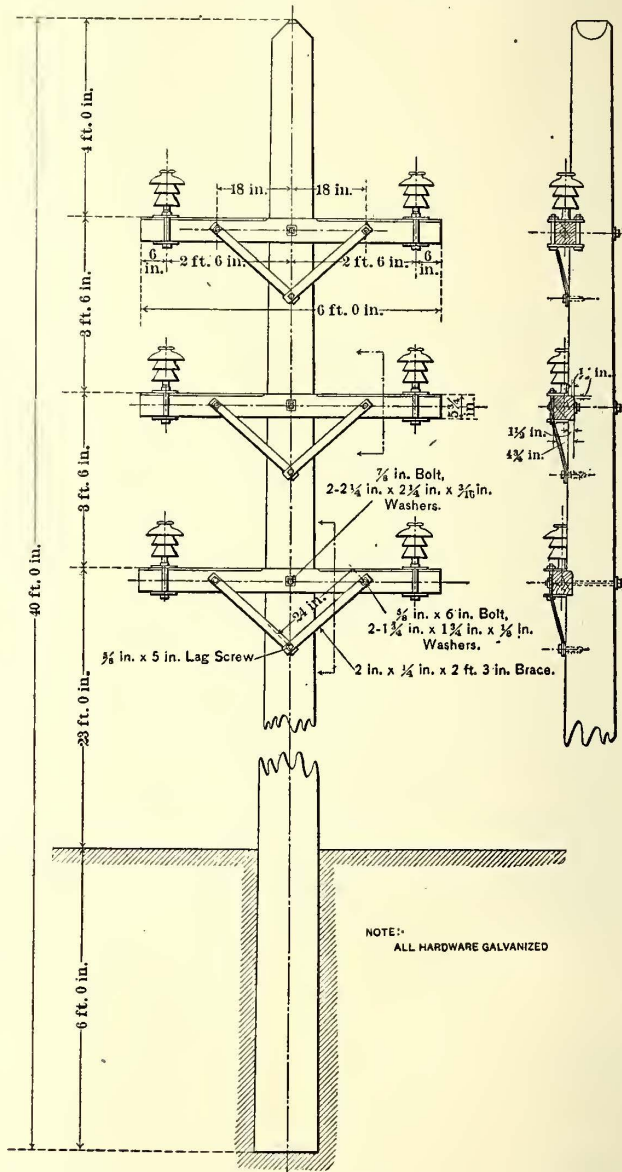 4 ft. 0 in.
18 in. 18 in.
6 in. 2 ft. 6 in. 2 ft. 6 in. 6 in.
6 ft. 0 in.
3 ft. 6 in.
5¾ in.
1½ in.
4¾ in.
3 ft. 6 in.
⅞ in. Bolt,
2-2¼ in. x 2¼ in. x 3/16 in.
Washers.
40 ft. 0 in.
24 in.
⅝ in. x 6 in. Bolt,
2-1¾ in. x 1¾ in. x ⅛ in.
Washers.
⅝ in. x 5 in. Lag Screw
2 in x ¼ in. x 2 ft. 3 in. Brace.
23 ft. 0 in.
NOTE:-
ALL HARDWARE GALVANIZED
6 ft. 0 in.